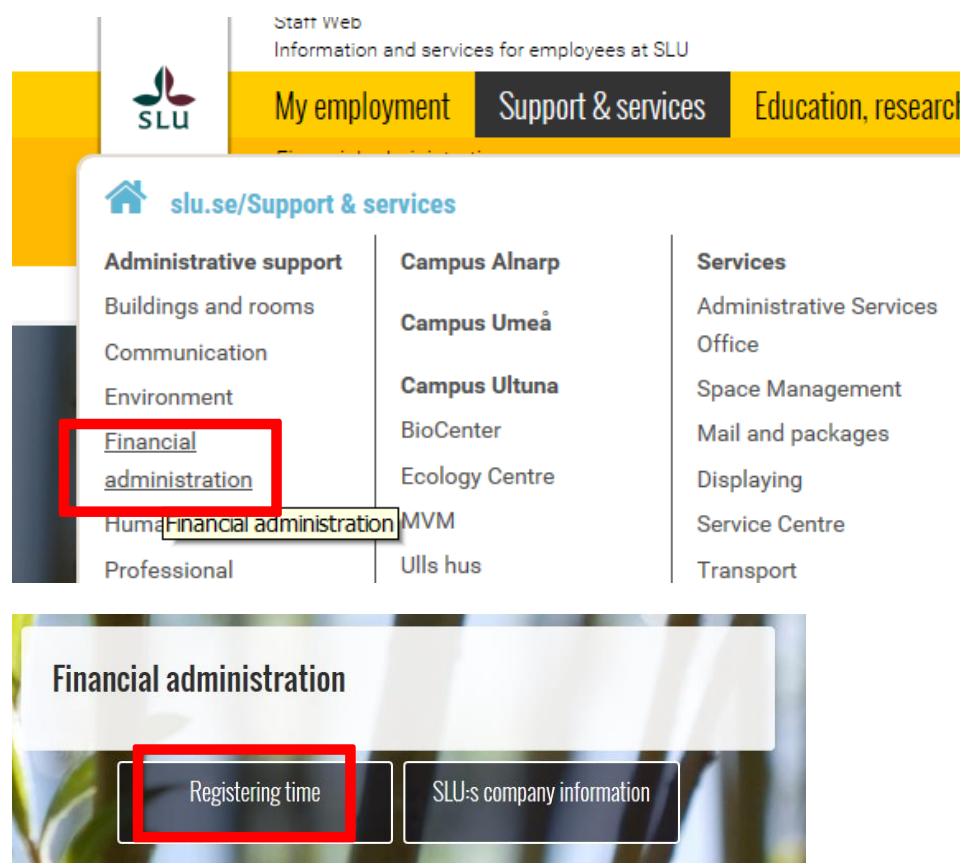 Staff Web
Information and services for employees at SLU
SLU
My employment
Support & services
Education, research
slu.se/Support & services
Administrative support
Buildings and rooms
Communication
Environment
Financial
administration
Financial administration
Professional
Campus Alnarp
Campus Umeå
Campus Ultuna
BioCenter
Ecology Centre
MVM
Ulls hus
Services
Administrative Services
Office
Space Management
Mail and packages
Displaying
Service Centre
Transport
Financial administration
Registering time
SLU:s company information